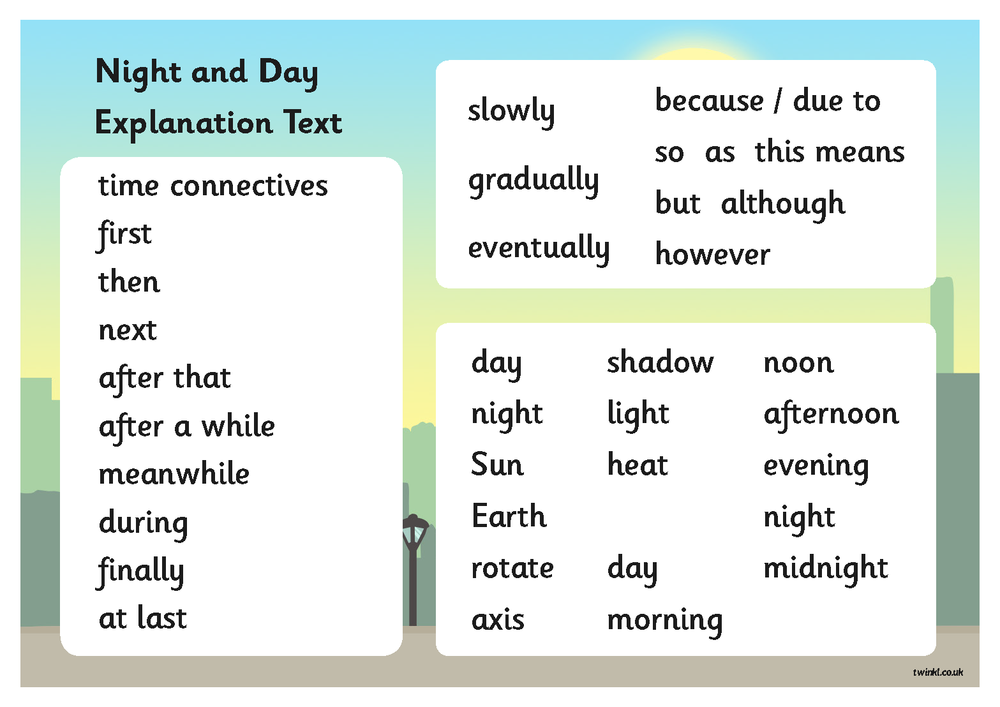 Night and Day
Explanation Text
time connectives
first
then
next
after that
after a while
meanwhile
during
finally
at last
slowly
gradually
eventually
because / due to
so as this means
but although
however
day
night
Sun
Earth
rotate
axis
shadow
light
heat
day
morning
noon
afternoon
evening
night
midnight
twinkl.co.uk